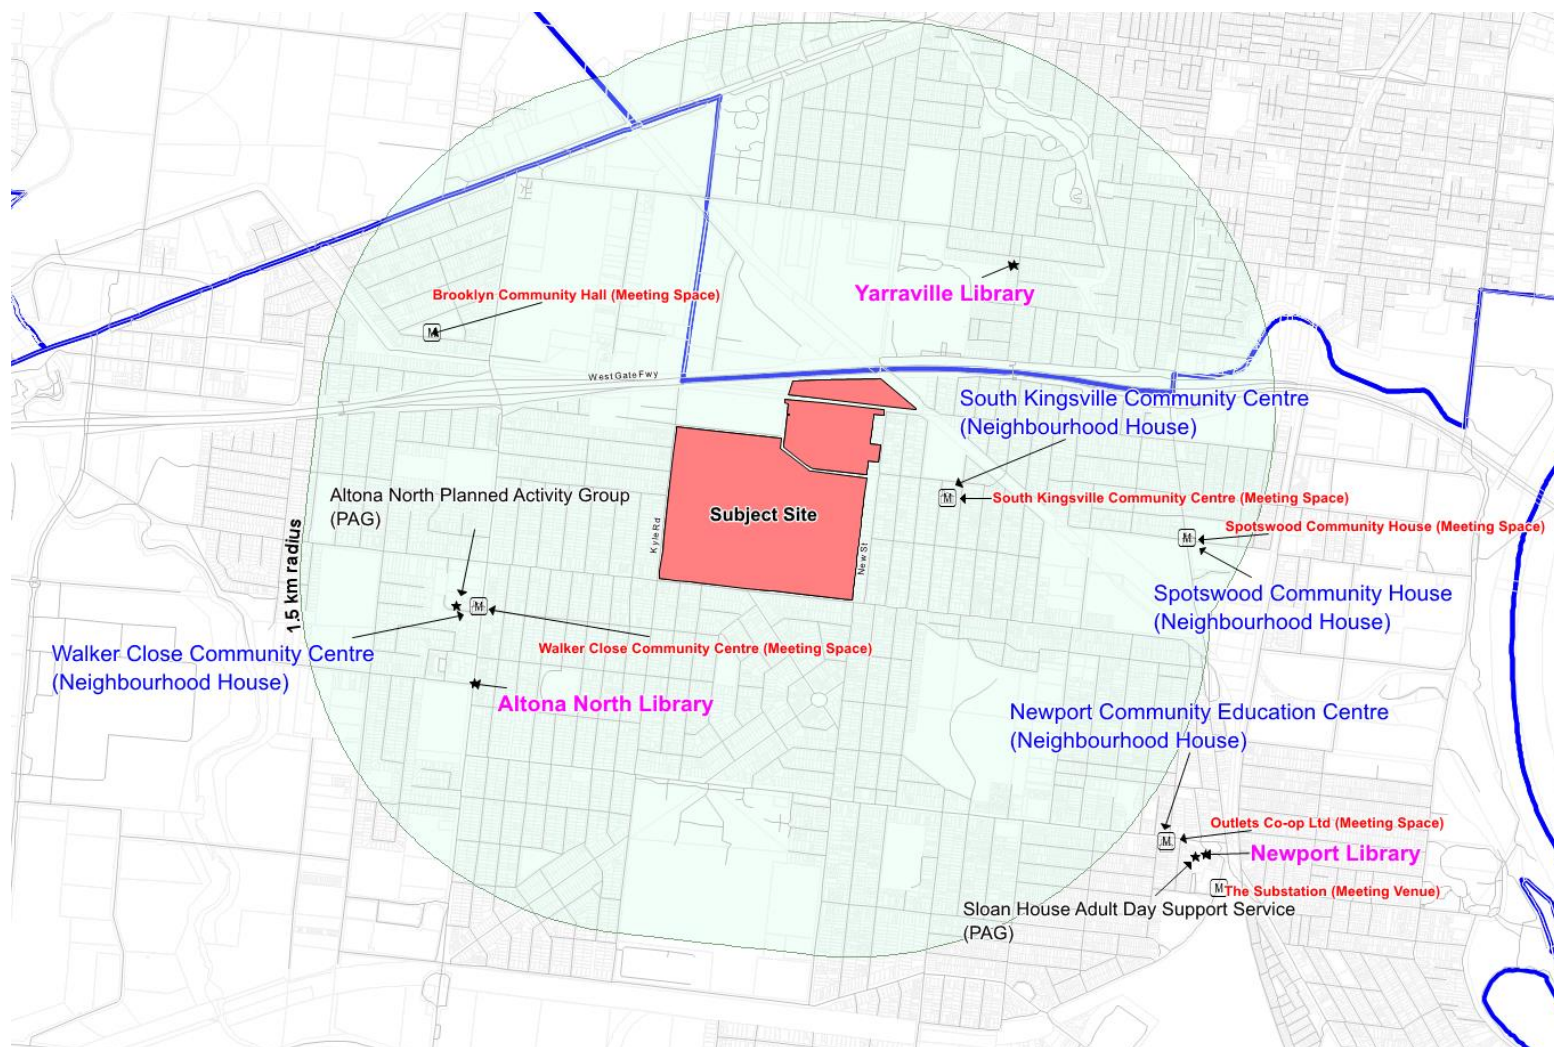 Yarraville Library
Brooklyn Community Hall (Meeting Space)
M
West Gate Fwy
South Kingsville Community Centre
(Neighbourhood House)
Altona North Planned Activity Group
(PAG)
M
South Kingsville Community Centre (Meeting Space)
Subject Site
Kyle Rd
New St
1.5 km radius
Spotswood Community House (Meeting Space)
M
Spotswood Community House
(Neighbourhood House)
M
Walker Close Community Centre
(Neighbourhood House)
Walker Close Community Centre (Meeting Space)
Altona North Library
Newport Community Education Centre
(Neighbourhood House)
Outlets Co-op Ltd (Meeting Space)
M
Newport Library
M
The Substation (Meeting Venue)
Sloan House Adult Day Support Service
(PAG)